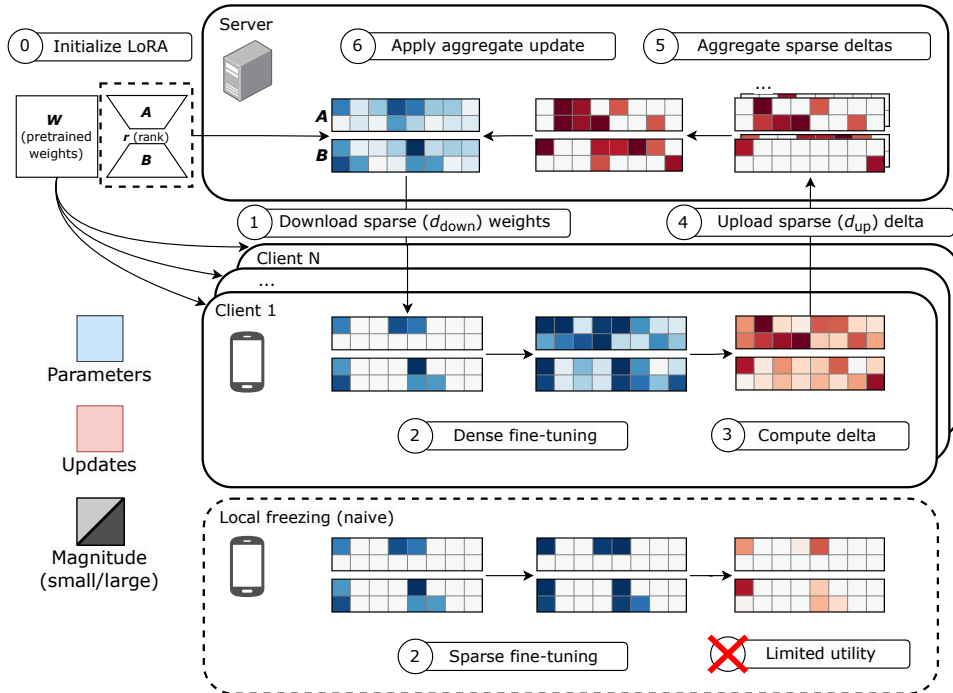 0 Initialize LoRA
Server
6 Apply aggregate update
5 Aggregate sparse deltas
...
W
(pretrained
weights)
A
r (rank)
B
A
B
1 Download sparse (d_down) weights
4 Upload sparse (d_up) delta
Client N
...
Client 1
Parameters
2 Dense fine-tuning
3 Compute delta
Updates
Magnitude
(small/large)
Local freezing (naive)
2 Sparse fine-tuning
Limited utility